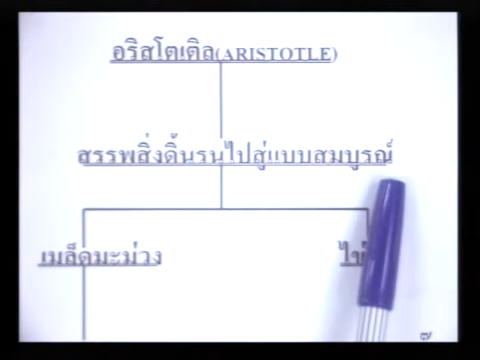 อริสโตเติล(ARISTOTLE)
สรรพสิ่งดิ้นรนไปสู่แบบสมบูรณ์
เมล็ดมะม่วง
ไข่
๗